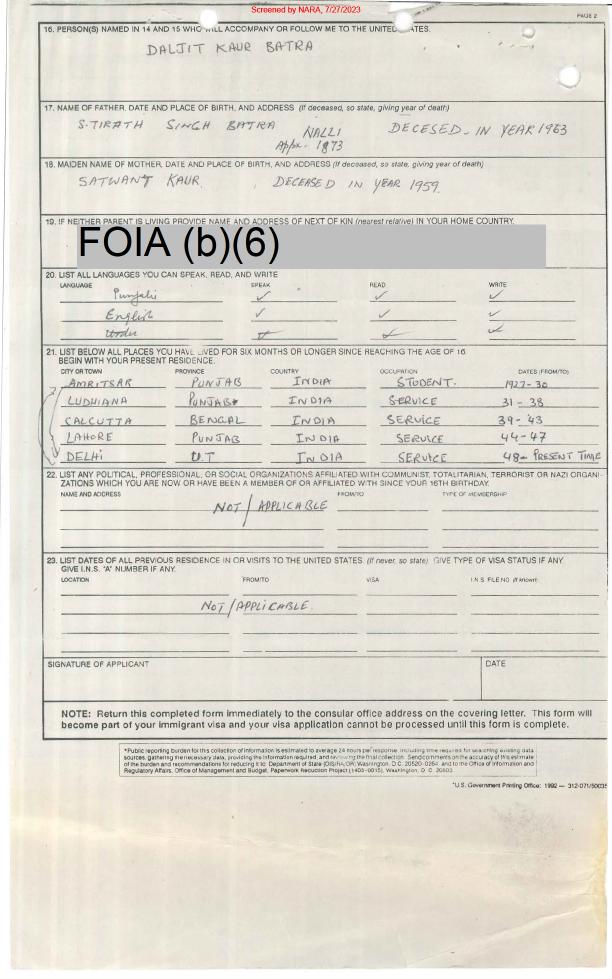 Screened by NARA, 7/27/2023
PAGE 2
16. PERSON(S) NAMED IN 14 AND 15 WHO WILL ACCOMPANY OR FOLLOW ME TO THE UNITED STATES.
DALJIT KAUR BATRA
17. NAME OF FATHER, DATE AND PLACE OF BIRTH, AND ADDRESS (If deceased, so state, giving year of death)
S. TIRATH SINGH BATRA NALLI DECESED - IN YEAR 1963
Appx. 1873
18. MAIDEN NAME OF MOTHER, DATE AND PLACE OF BIRTH, AND ADDRESS (If deceased, so state, giving year of death)
SATWANT KAUR, DECEASED IN YEAR 1959.
19. IF NEITHER PARENT IS LIVING PROVIDE NAME AND ADDRESS OF NEXT OF KIN (nearest relative) IN YOUR HOME COUNTRY.
FOIA (b)(6)
20. LIST ALL LANGUAGES YOU CAN SPEAK, READ, AND WRITE
LANGUAGE SPEAK READ WRITE
Punjabi ✓ ✓ ✓
English ✓ ✓ ✓
Urdu ✓ ✓ ✓
21. LIST BELOW ALL PLACES YOU HAVE LIVED FOR SIX MONTHS OR LONGER SINCE REACHING THE AGE OF 16.
BEGIN WITH YOUR PRESENT RESIDENCE.
CITY OR TOWN PROVINCE COUNTRY OCCUPATION DATES (FROM/TO)
AMRITSAR PUNJAB INDIA STUDENT. 1927-30
LUDHIANA PUNJAB INDIA SERVICE 31-38
CALCUTTA BENGAL INDIA SERVICE 39-'43
LAHORE PUNJAB INDIA SERVICE 44-47
DELHI U.T INDIA SERVICE 48- PRESENT TIME
22. LIST ANY POLITICAL, PROFESSIONAL, OR SOCIAL ORGANIZATIONS AFFILIATED WITH COMMUNIST, TOTALITARIAN, TERRORIST OR NAZI ORGANI-
ZATIONS WHICH YOU ARE NOW OR HAVE BEEN A MEMBER OF OR AFFILIATED WITH SINCE YOUR 16TH BIRTHDAY.
NAME AND ADDRESS FROM/TO TYPE OF MEMBERSHIP
NOT/APPLICABLE
23. LIST DATES OF ALL PREVIOUS RESIDENCE IN OR VISITS TO THE UNITED STATES. (If never, so state) GIVE TYPE OF VISA STATUS IF ANY.
GIVE I.N.S. "A" NUMBER IF ANY.
LOCATION FROM/TO VISA I.N.S. FILE NO. (If known)
NOT/APPLICABLE.
SIGNATURE OF APPLICANT DATE
NOTE: Return this completed form immediately to the consular office address on the covering letter. This form will
become part of your immigrant visa and your visa application cannot be processed until this form is complete.
*Public reporting burden for this collection of information is estimated to average 24 hours per response, including time required for searching existing data
sources, gathering the necessary data, providing the information required, and reviewing the final collection. Send comments on the accuracy of this estimate
of the burden and recommendations for reducing it to: Department of State (OIS/RA/DR) Washington, D.C. 20520-0264, and to the Office of Information and
Regulatory Affairs, Office of Management and Budget, Paperwork Reduction Project (1405-0015), Washington, D.C. 20503.
*U.S. Government Printing Office: 1992 — 312-071/50035